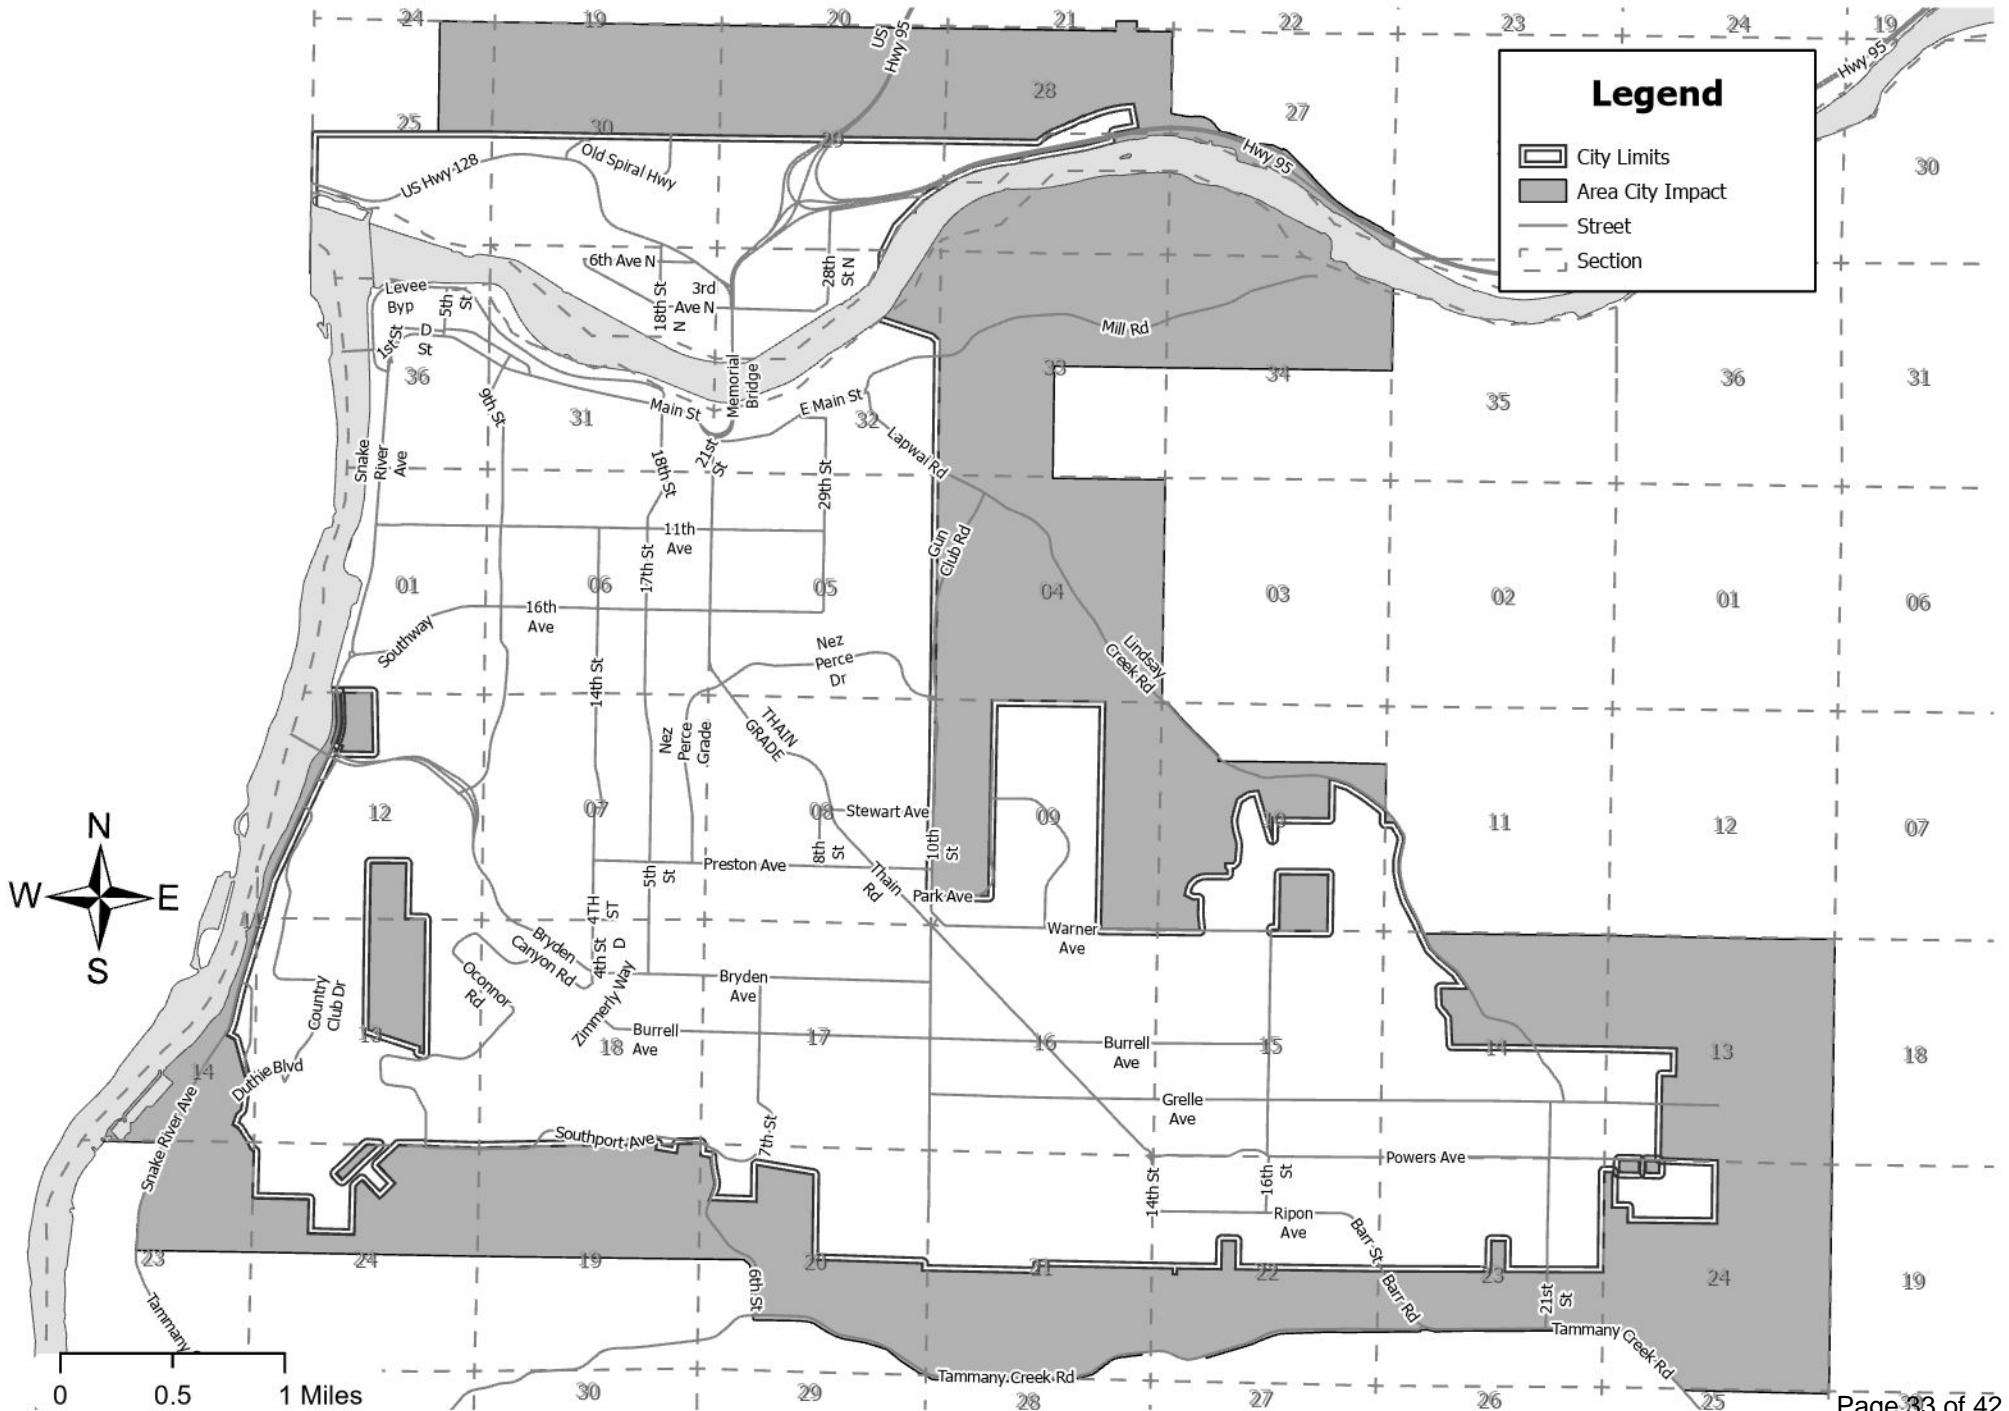 24
19
20
21
22
23
24
19
US
Hwy 95
Hwy 95
Legend
City Limits
Area City Impact
Street
Section
25
30
29
28
27
30
US Hwy 128
Old Spiral Hwy
Hwy 95
6th Ave N
18th St
N
3rd
Ave N
28th
St N
Levee
Byp
5th
St
1st St
D
St
Mill Rd
36
31
32
33
34
35
36
31
9th St
Main St
Memorial
Bridge
E Main St
Lapwai Rd
Snake
River
Ave
18th St
21st
St
29th St
11th
Ave
17th St
Gun
Club Rd
01
06
05
04
03
02
01
06
16th
Ave
Southway
14th St
Nez
Perce
Dr
Lindsay
Creek Rd
Nez
Perce
Grade
THAIN
GRADE
12
07
08
09
10
11
12
07
Stewart Ave
8th
St
10th
St
Preston Ave
5th
St
Thain
Rd
Park Ave
N
W
E
S
11
4TH
ST
4th St
D
Bryden
Canyon Rd
Oconnor
Rd
Zimmerly Way
Bryden
Ave
Warner
Ave
Country
Club Dr
Burrell
Ave
Burrell
Ave
14
13
18
17
16
15
14
13
18
Duthie Blvd
Snake River Ave
Grelle
Ave
Southport Ave
7th St
Powers Ave
14th St
16th
St
Ripon
Ave
Barr St
Barr Rd
23
24
19
20
21
22
23
24
19
6th St
21st
St
Tammany
Tammany Creek Rd
Tammany Creek Rd
30
29
28
27
26
25
0
0.5
1 Miles
Page 33 of 42